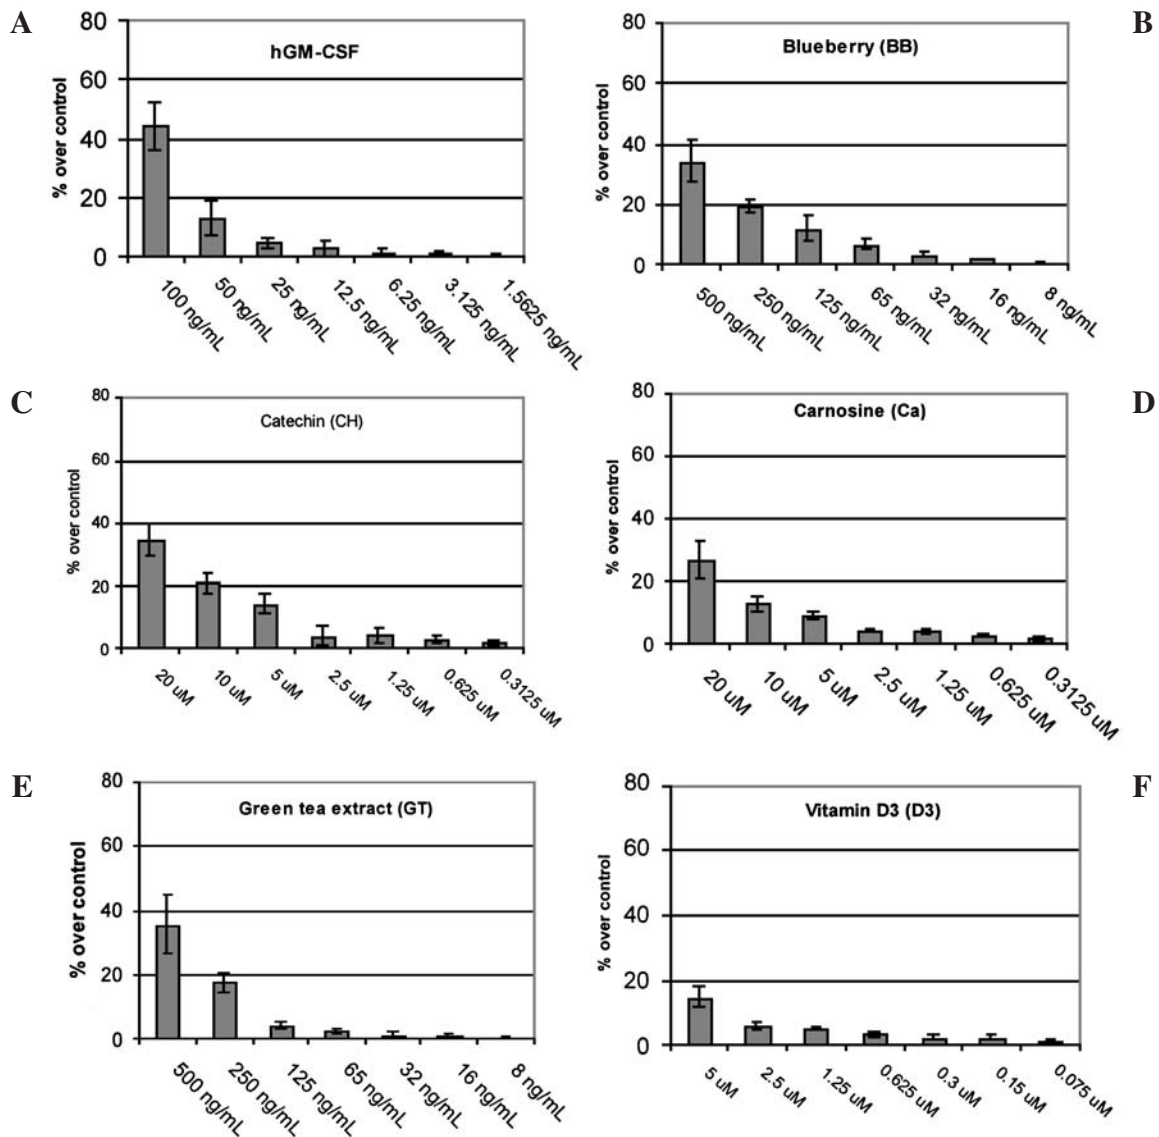 A
80
60
40
20
0
% over control
hGM-CSF
100 ng/mL
50 ng/mL
25 ng/mL
12.5 ng/mL
6.25 ng/mL
3.125 ng/mL
1.5625 ng/mL
B
80
60
40
20
0
% over control
Blueberry (BB)
500 ng/mL
250 ng/mL
125 ng/mL
65 ng/mL
32 ng/mL
16 ng/mL
8 ng/mL
C
80
60
40
20
0
% over control
Catechin (CH)
20 uM
10 uM
5 uM
2.5 uM
1.25 uM
0.625 uM
0.3125 uM
D
80
60
40
20
0
% over control
Carnosine (Ca)
20 uM
10 uM
5 uM
2.5 uM
1.25 uM
0.625 uM
0.3125 uM
E
80
60
40
20
0
% over control
Green tea extract (GT)
500 ng/mL
250 ng/mL
125 ng/mL
65 ng/mL
32 ng/mL
16 ng/mL
8 ng/mL
F
80
60
40
20
0
% over control
Vitamin D3 (D3)
5 uM
2.5 uM
1.25 uM
0.625 uM
0.3 uM
0.15 uM
0.075 uM